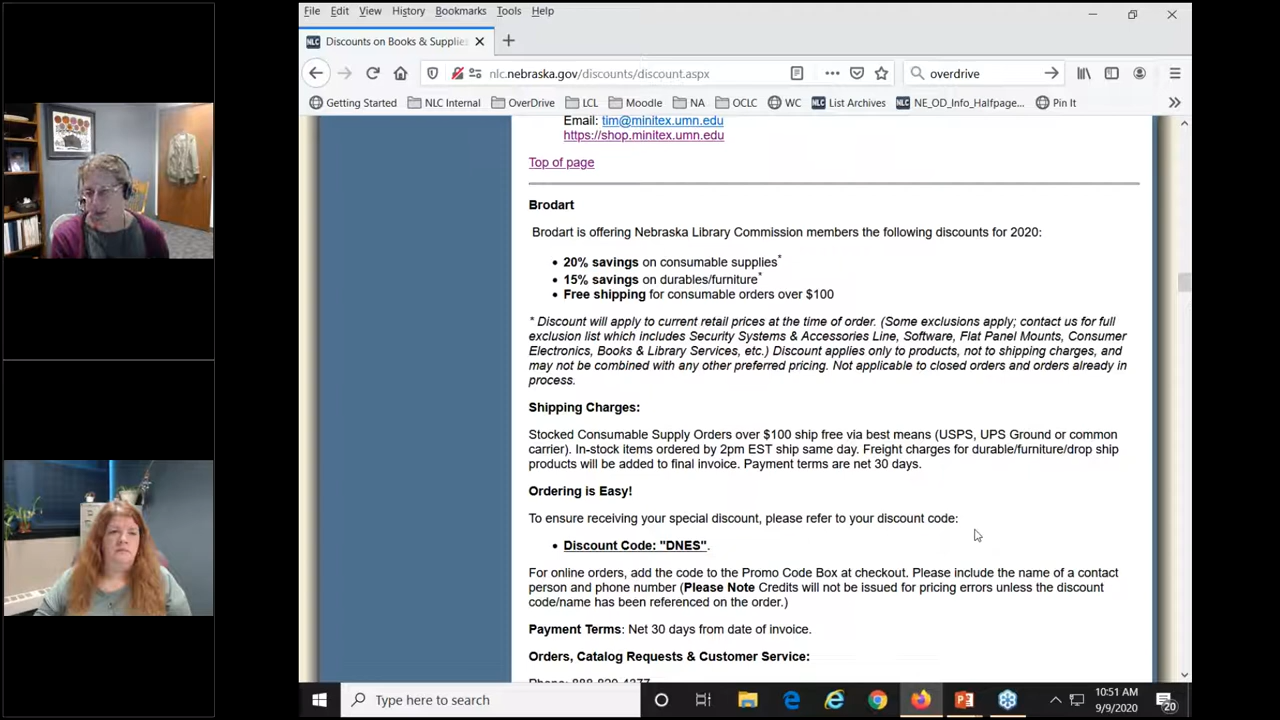 File Edit View History Bookmarks Tools Help
NLC Discounts on Books & Supplie
nlc.nebraska.gov/discounts/discount.aspx overdrive
Getting Started NLC Internal OverDrive LCL Moodle NA OCLC WC NLC List Archives NLC NE_OD_Info_Halfpage... Pin It
Email: tim@minitex.umn.edu
https://shop.minitex.umn.edu
Top of page
Brodart
Brodart is offering Nebraska Library Commission members the following discounts for 2020:
• 20% savings on consumable supplies*
• 15% savings on durables/furniture*
• Free shipping for consumable orders over $100
* Discount will apply to current retail prices at the time of order. (Some exclusions apply; contact us for full
exclusion list which includes Security Systems & Accessories Line, Software, Flat Panel Mounts, Consumer
Electronics, Books & Library Services, etc.) Discount applies only to products, not to shipping charges, and
may not be combined with any other preferred pricing. Not applicable to closed orders and orders already in
process.
Shipping Charges:
Stocked Consumable Supply Orders over $100 ship free via best means (USPS, UPS Ground or common
carrier). In-stock items ordered by 2pm EST ship same day. Freight charges for durable/furniture/drop ship
products will be added to final invoice. Payment terms are net 30 days.
Ordering is Easy!
To ensure receiving your special discount, please refer to your discount code:
• Discount Code: "DNES".
For online orders, add the code to the Promo Code Box at checkout. Please include the name of a contact
person and phone number (Please Note Credits will not be issued for pricing errors unless the discount
code/name has been referenced on the order.)
Payment Terms: Net 30 days from date of invoice.
Orders, Catalog Requests & Customer Service:
Type here to search
10:51 AM
9/9/2020
20